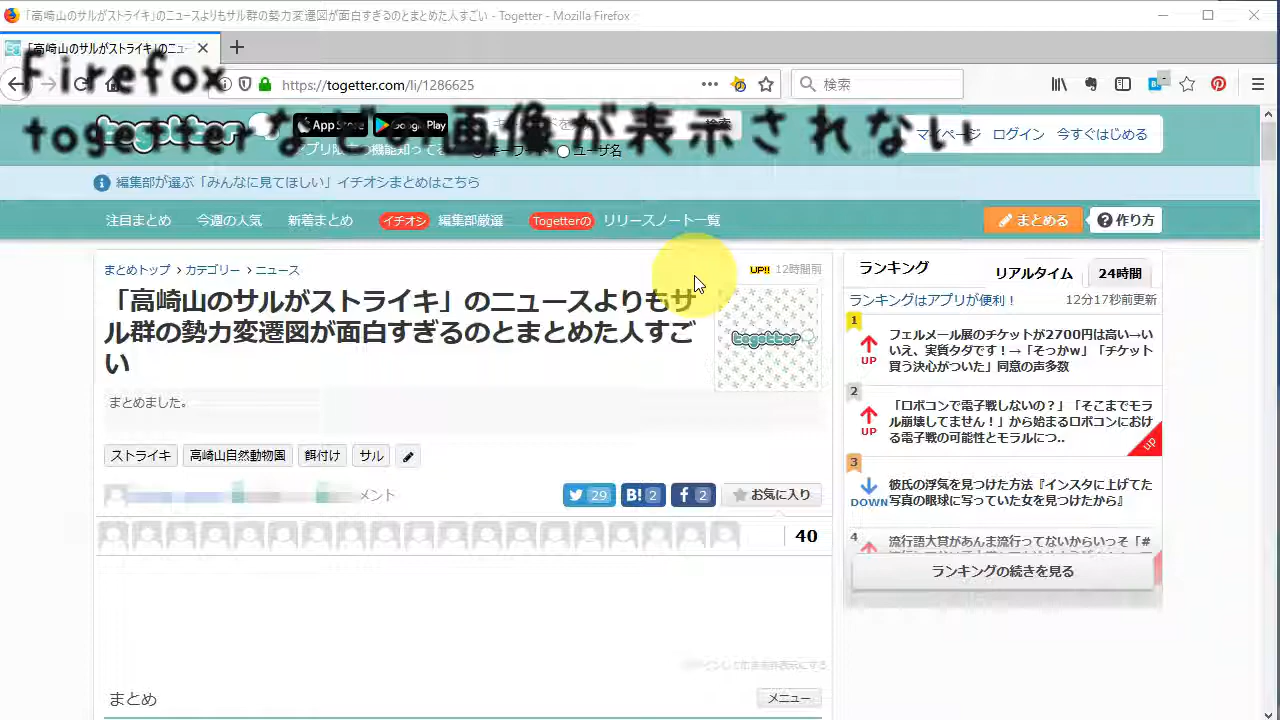 「高崎山のサルがストライキ」のニュースよりもサル群の勢力変遷図が面白すぎるのとまとめた人すごい - Togetter - Mozilla Firefox
「高崎山のサルがストライキ」のニュ
Firefox
https://togetter.com/li/1286625
検索
togetterなどの画像が表示されない
togetter
App Store
Google Play
検索
キーワード
ユーザ名
マイページ ログイン 今すぐはじめる
編集部が選ぶ「みんなに見てほしい」イチオシまとめはこちら
注目まとめ 今週の人気 新着まとめ イチオシ 編集部厳選 Togetterの リリースノート一覧
まとめる
作り方
まとめトップ カテゴリー ニュース
UP!! 12時間前
「高崎山のサルがストライキ」のニュースよりもサ
ル群の勢力変遷図が面白すぎるのとまとめた人すご
い
togetter
まとめました。
ストライキ 高崎山自然動物園 餌付け サル
メント
29
B! 2
f 2
お気に入り
40
まとめ
メニュー
ランキング
リアルタイム
24時間
ランキングはアプリが便利！
12分17秒前更新
1
UP
フェルメール展のチケットが2700円は高い→い
いえ、実質タダです！→「そっかw」「チケット
買う決心がついた」同意の声多数
2
UP
「ロボコンで電子戦しないの？」「そこまでモラ
ル崩壊してません！」から始まるロボコンにおけ
る電子戦の可能性とモラルにつ..
up
3
DOWN
彼氏の浮気を見つけた方法『インスタに上げてた
写真の眼球に写っていた女を見つけたから』
4
流行語大賞があんま流行ってないからいっそ「#
ランキングの続きを見る